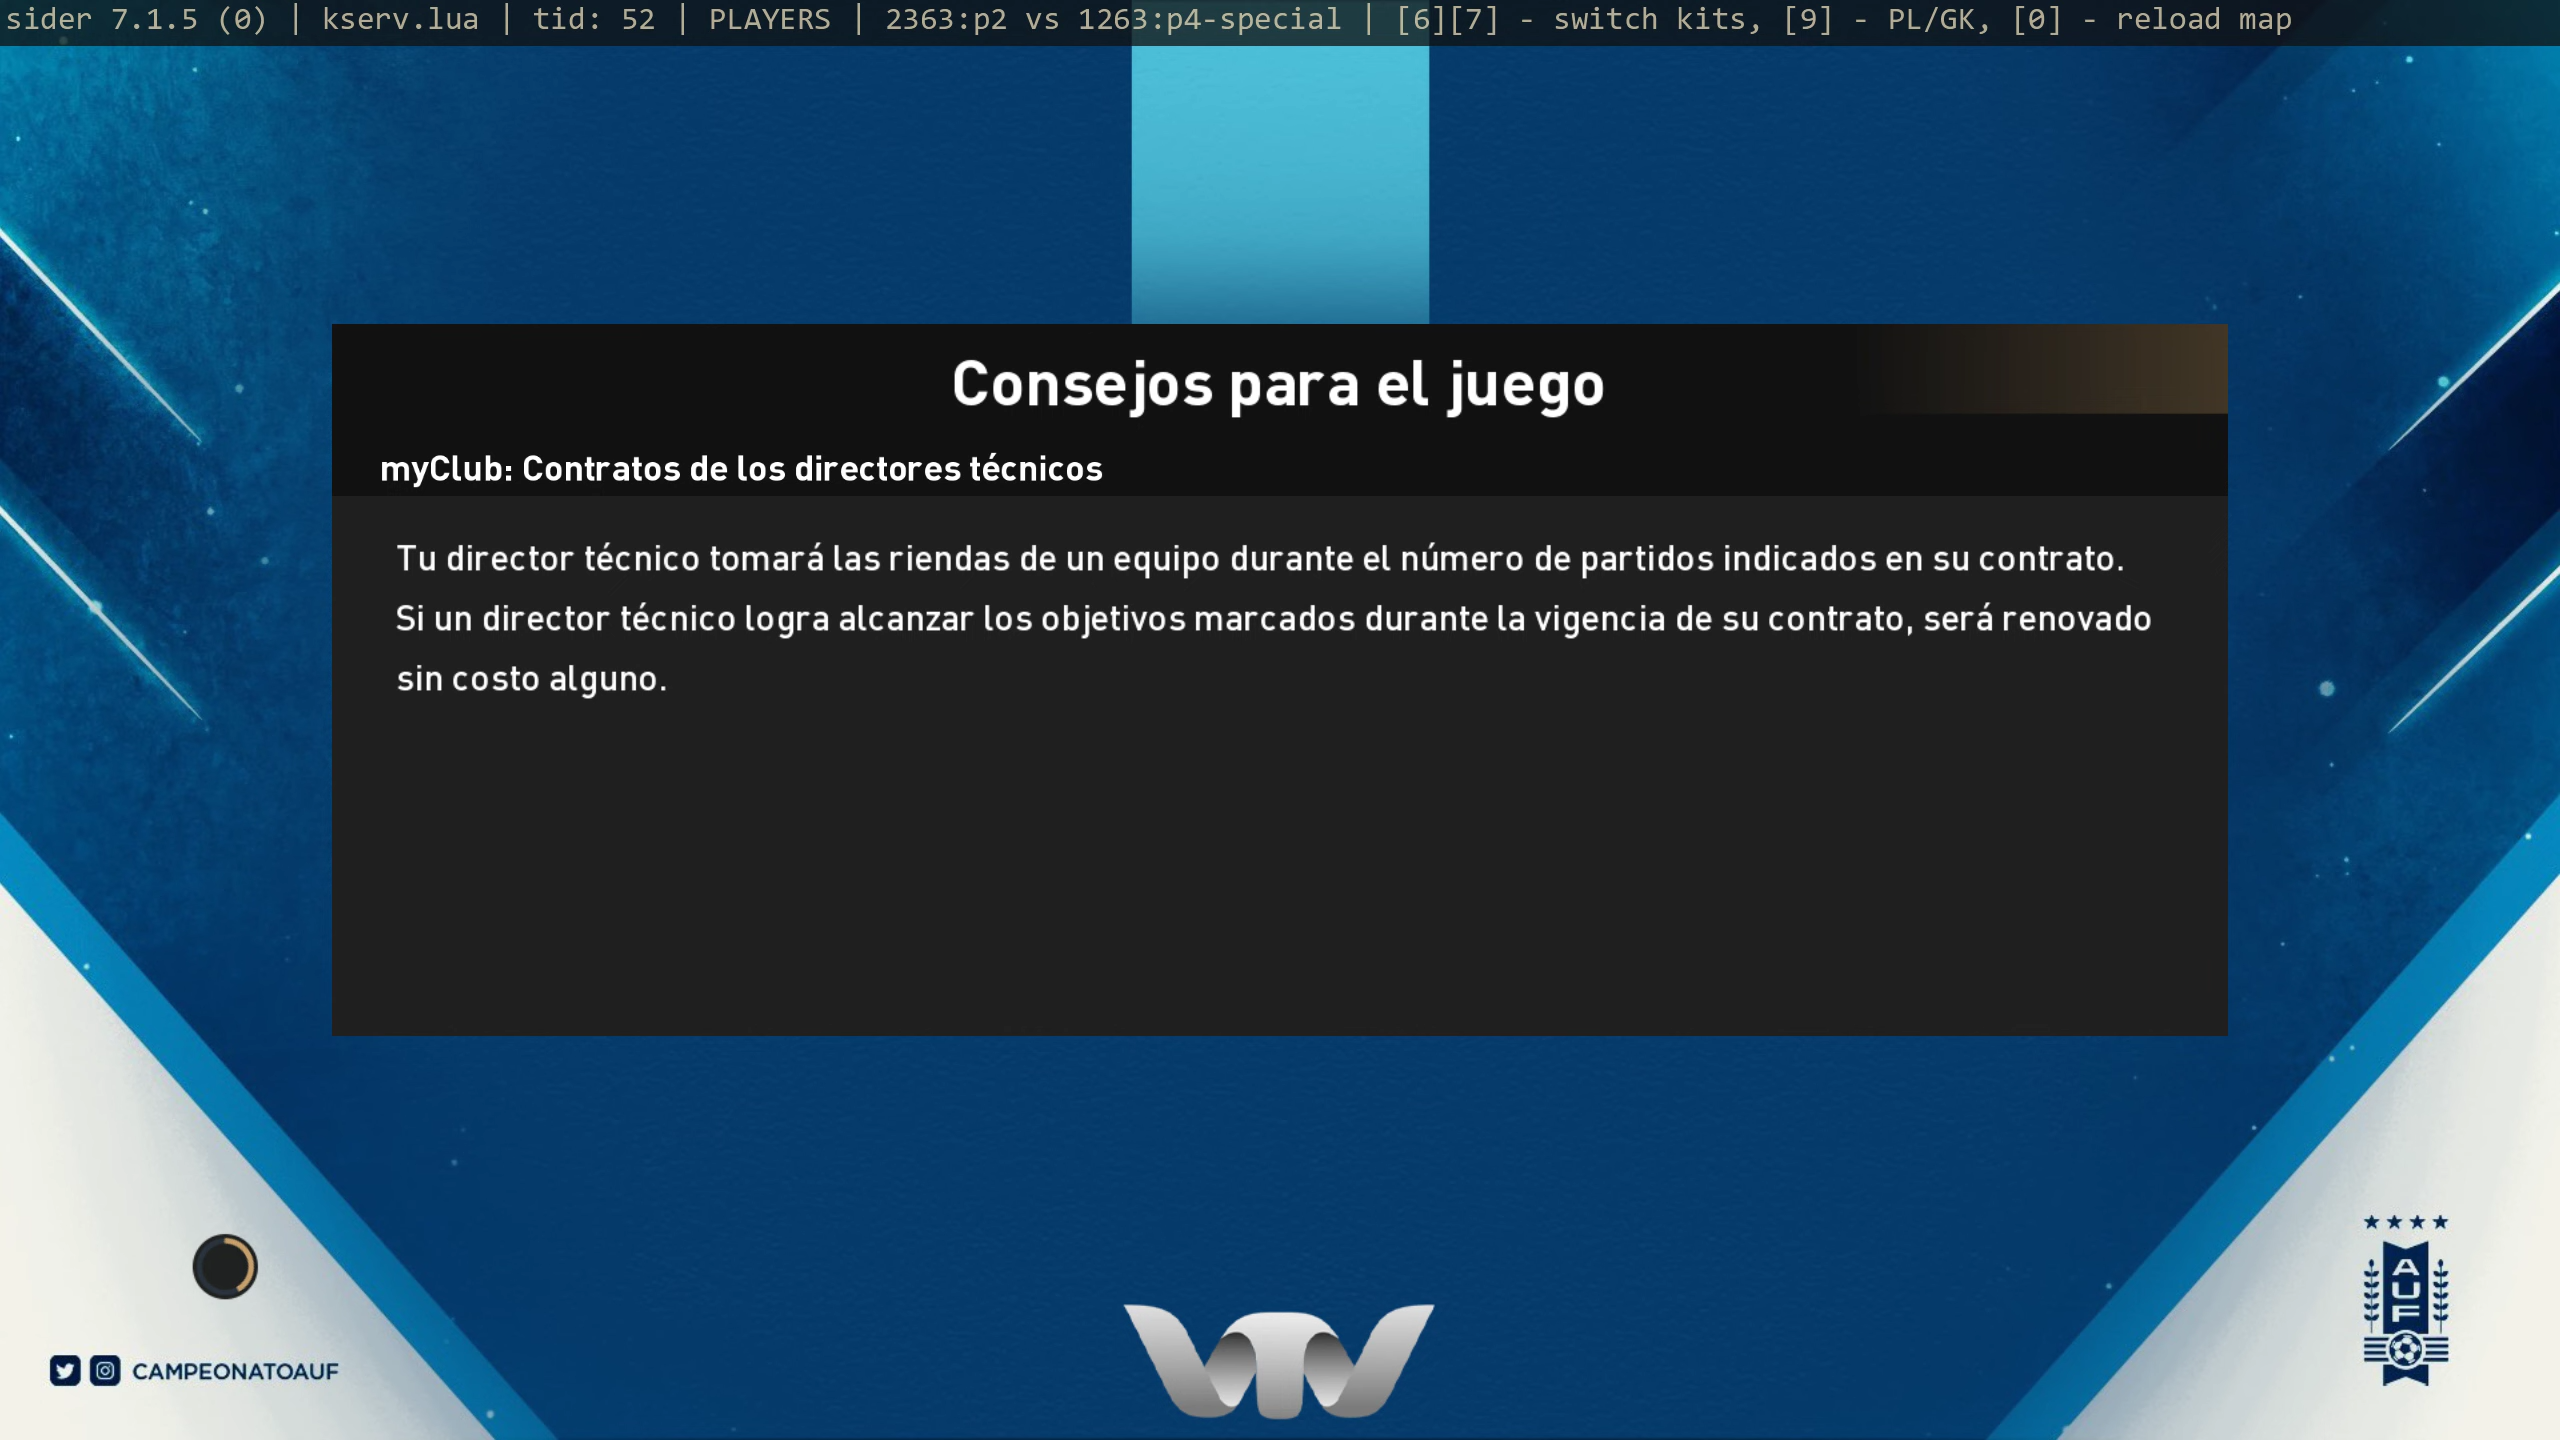 sider 7.1.5 (0) | kserv.lua | tid: 52 | PLAYERS | 2363:p2 vs 1263:p4-special | [6][7] - switch kits, [9] - PL/GK, [0] - reload map
Consejos para el juego
myClub: Contratos de los directores técnicos
Tu director técnico tomará las riendas de un equipo durante el número de partidos indicados en su contrato.
Si un director técnico logra alcanzar los objetivos marcados durante la vigencia de su contrato, será renovado
sin costo alguno.
AUF
VTV
CAMPEONATOAUF